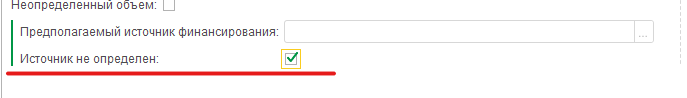 Неопределенный объем:
Предполагаемый источник финансирования: ...
Источник не определен: